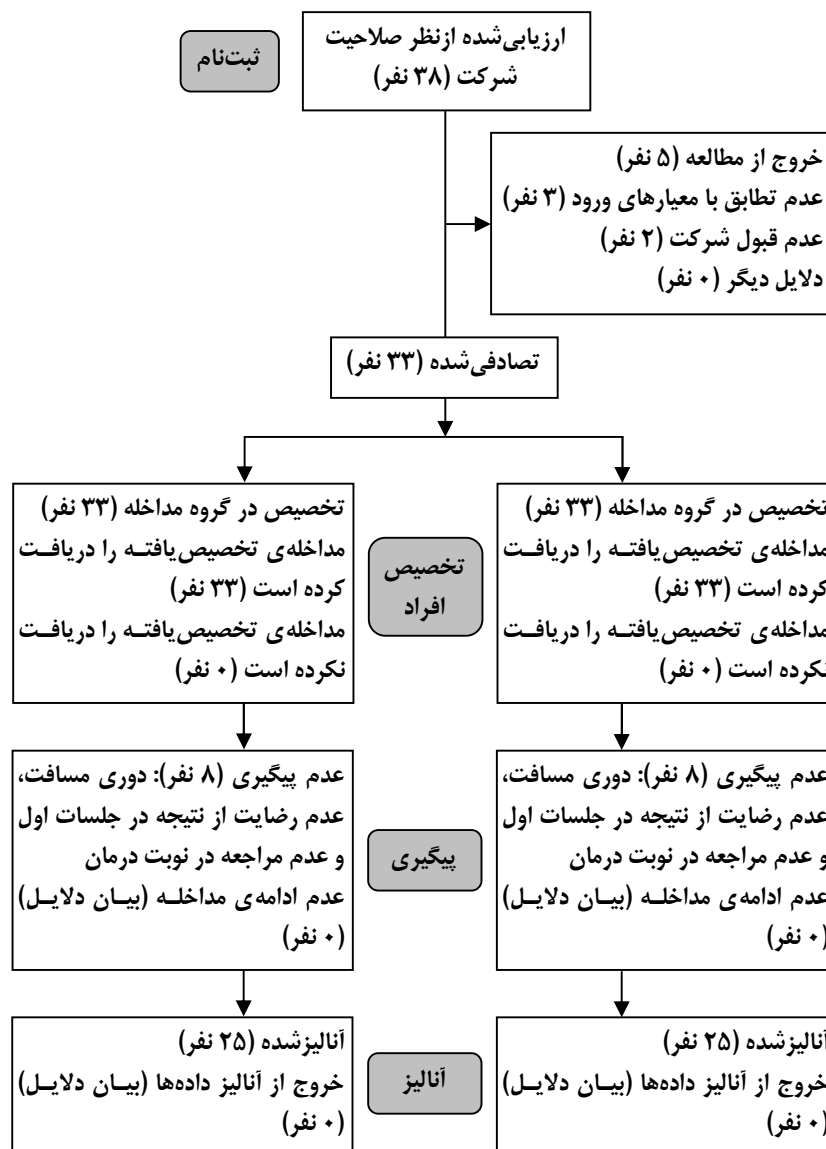 ارزیابی‌شده ازنظر صلاحیت
شرکت (۳۸ نفر)
ثبت‌نام
خروج از مطالعه (۵ نفر)
عدم تطابق با معیارهای ورود (۳ نفر)
عدم قبول شرکت (۲ نفر)
دلایل دیگر (۰ نفر)
تصادفی‌شده (۳۳ نفر)
تخصیص در گروه مداخله (۳۳ نفر)
مداخله‌ی تخصیص‌یافته را دریافت
کرده است (۳۳ نفر)
مداخله‌ی تخصیص‌یافته را دریافت
نکرده است (۰ نفر)
تخصیص
افراد
تخصیص در گروه مداخله (۳۳ نفر)
مداخله‌ی تخصیص‌یافته را دریافت
کرده است (۳۳ نفر)
مداخله‌ی تخصیص‌یافته را دریافت
نکرده است (۰ نفر)
عدم پیگیری (۸ نفر): دوری مسافت،
عدم رضایت از نتیجه در جلسات اول
و عدم مراجعه در نوبت درمان
عدم ادامه‌ی مداخله (بیان دلایل)
(۰ نفر)
پیگیری
عدم پیگیری (۸ نفر): دوری مسافت،
عدم رضایت از نتیجه در جلسات اول
و عدم مراجعه در نوبت درمان
عدم ادامه‌ی مداخله (بیان دلایل)
(۰ نفر)
آنالیزشده (۲۵ نفر)
خروج از آنالیز داده‌ها (بیان دلایل)
(۰ نفر)
آنالیز
آنالیزشده (۲۵ نفر)
خروج از آنالیز داده‌ها (بیان دلایل)
(۰ نفر)